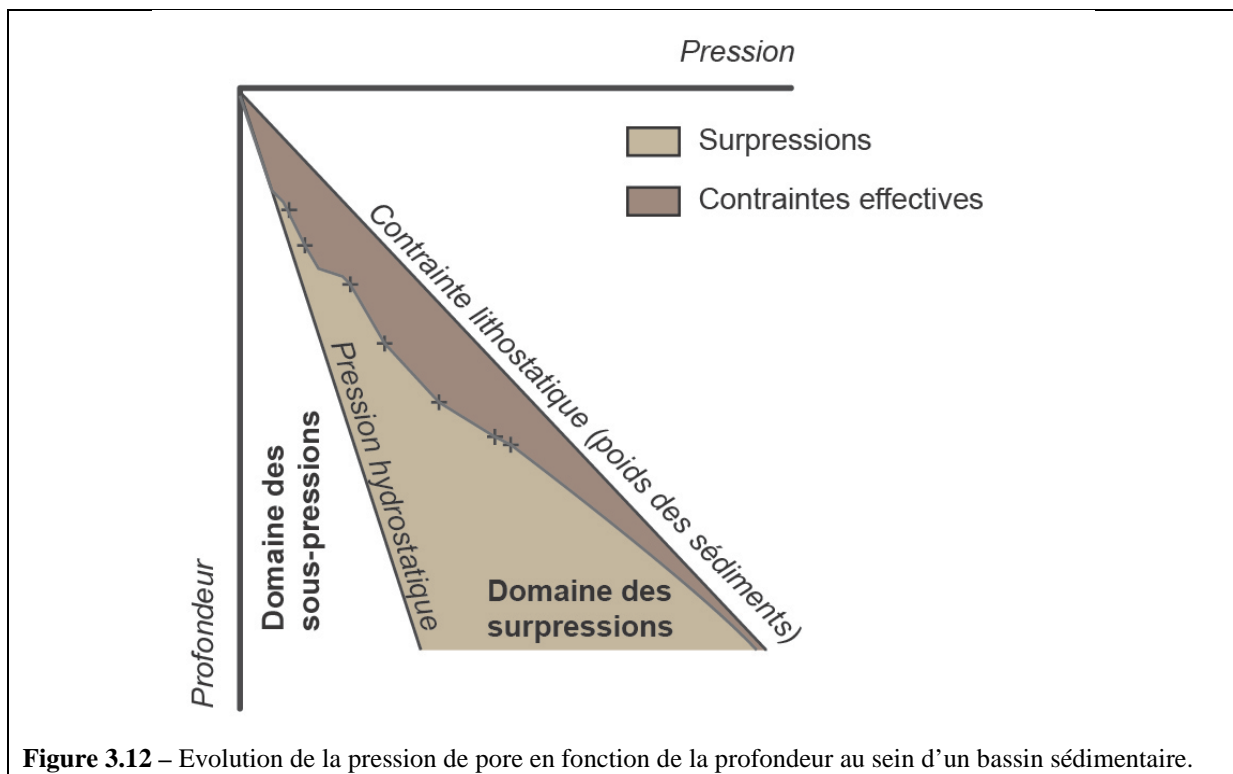 Pression
Surpressions
Contraintes effectives
Contrainte lithostatique (poids des sédiments)
Pression hydrostatique
Domaine des
sous-pressions
Profondeur
Domaine des
surpressions
Figure 3.12 – Evolution de la pression de pore en fonction de la profondeur au sein d'un bassin sédimentaire.